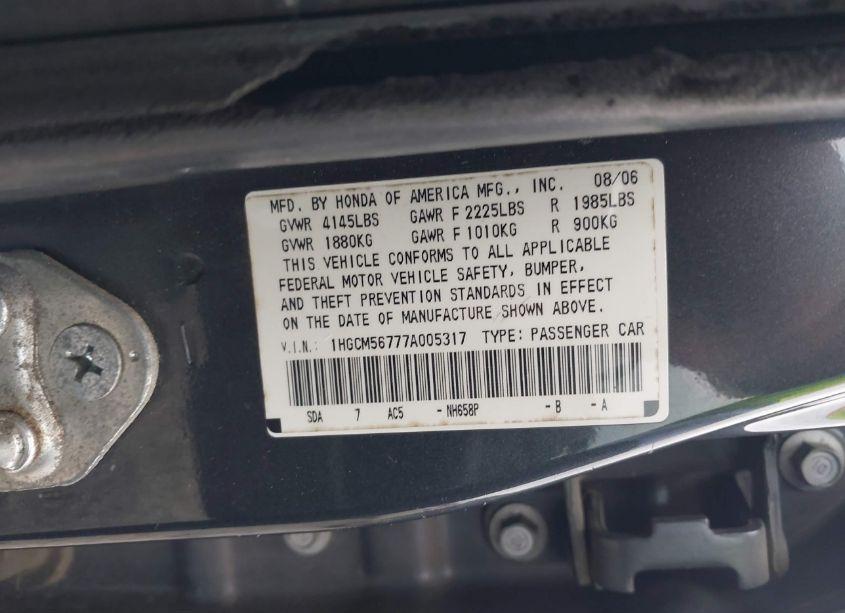 MFD. BY HONDA OF AMERICA MFG., INC. 08/06
GVWR 4145LBS GAWR F 2225LBS R 1985LBS
GVWR 1880KG GAWR F 1010KG R 900KG
THIS VEHICLE CONFORMS TO ALL APPLICABLE
FEDERAL MOTOR VEHICLE SAFETY, BUMPER,
AND THEFT PREVENTION STANDARDS IN EFFECT
ON THE DATE OF MANUFACTURE SHOWN ABOVE.
V.I.N.: 1HGCM56777A005317 TYPE: PASSENGER CAR
SDA 7 AC5 -NH658P -B -A